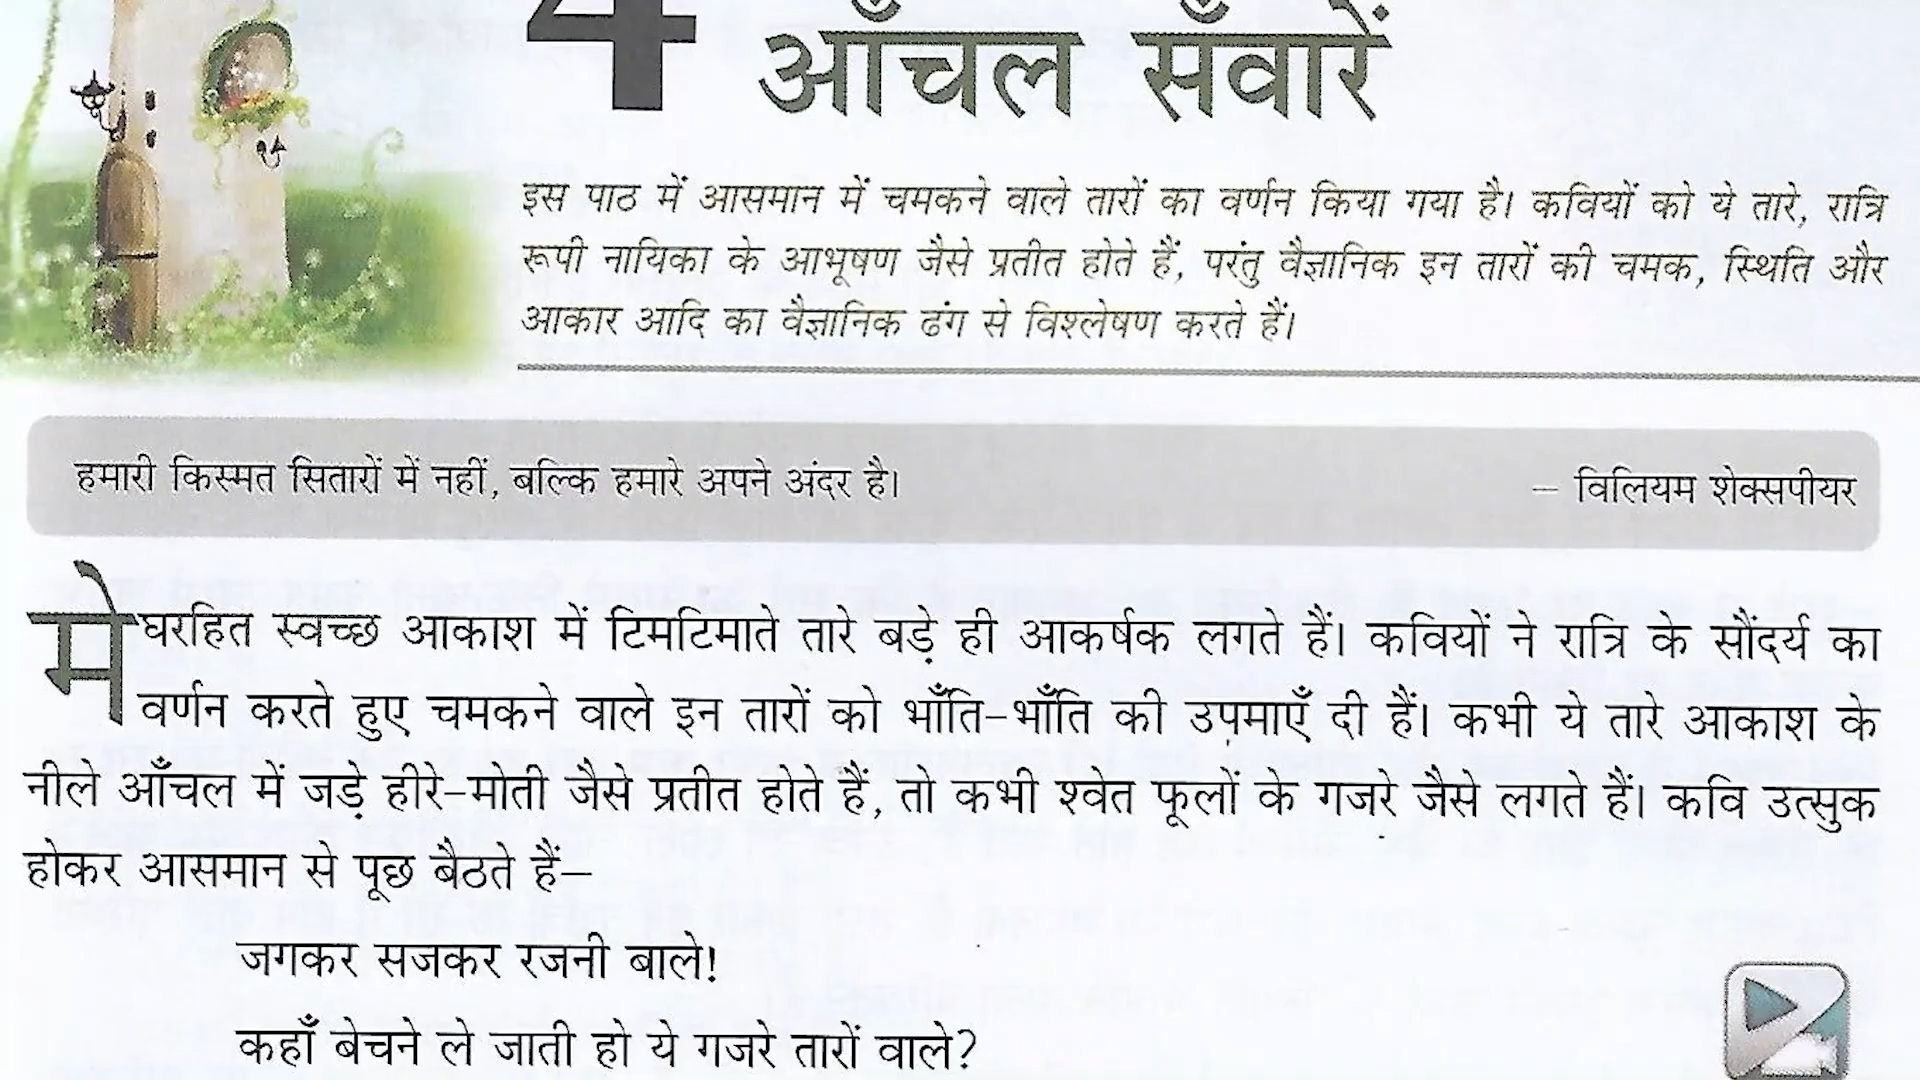 4 आँचल सँवारें
इस पाठ में आसमान में चमकने वाले तारों का वर्णन किया गया है। कवियों को ये तारे, रात्रि
रूपी नायिका के आभूषण जैसे प्रतीत होते हैं, परंतु वैज्ञानिक इन तारों की चमक, स्थिति और
आकार आदि का वैज्ञानिक ढंग से विश्लेषण करते हैं।
हमारी किस्मत सितारों में नहीं, बल्कि हमारे अपने अंदर है। – विलियम शेक्सपीयर
मेघरहित स्वच्छ आकाश में टिमटिमाते तारे बड़े ही आकर्षक लगते हैं। कवियों ने रात्रि के सौंदर्य का
वर्णन करते हुए चमकने वाले इन तारों को भाँति-भाँति की उपमाएँ दी हैं। कभी ये तारे आकाश के
नीले आँचल में जड़े हीरे-मोती जैसे प्रतीत होते हैं, तो कभी श्वेत फूलों के गजरे जैसे लगते हैं। कवि उत्सुक
होकर आसमान से पूछ बैठते हैं–
जगकर सजकर रजनी बाले!
कहाँ बेचने ले जाती हो ये गजरे तारों वाले?